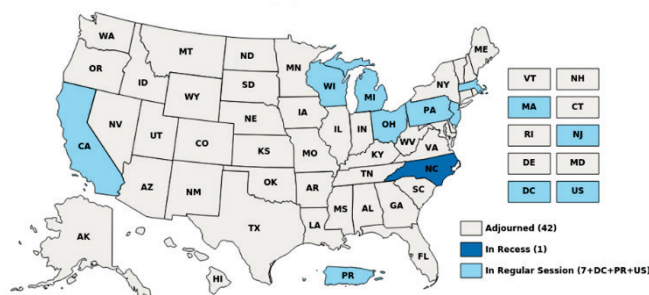 WA
ME
MT
ND
MN
OR
VT
NH
ID
SD
WI
NY
WY
MI
MA
CT
IA
PA
NE
NV
OH
RI
NJ
IL
IN
UT
CA
CO
WV
VA
DE
MD
KS
MO
KY
NC
DC
US
TN
OK
AZ
NM
AR
SC
MS
AL
GA
Adjourned (42)
AK
TX
LA
In Recess (1)
FL
HI
PR
In Regular Session (7+DC+PR+US)